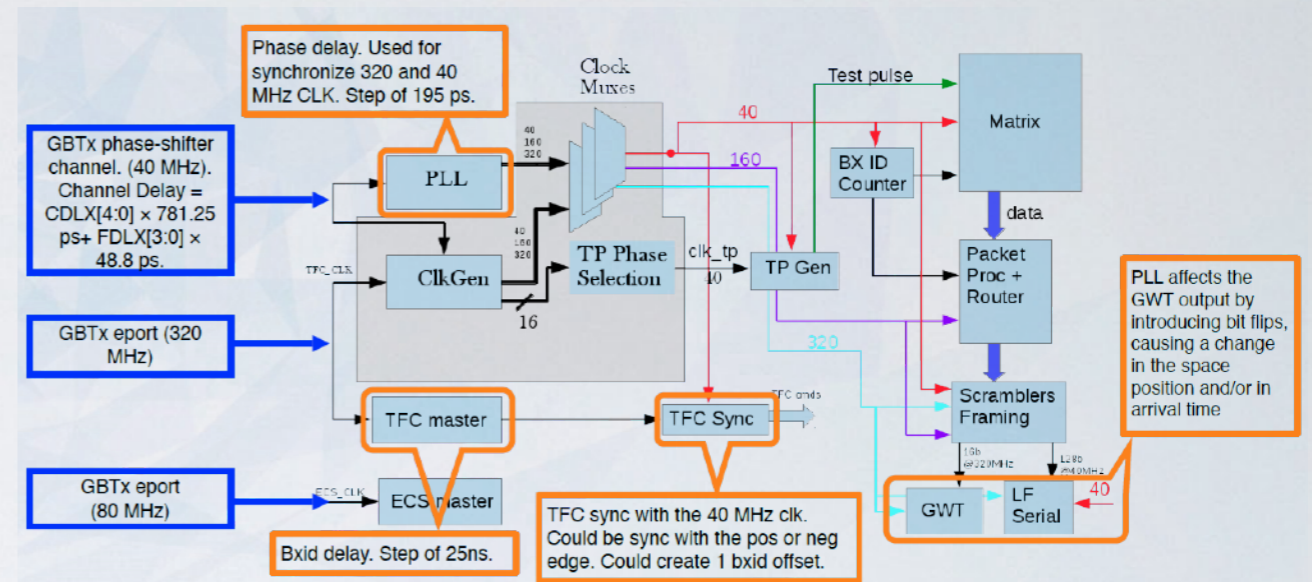 Phase delay. Used for
synchronize 320 and 40
MHz CLK. Step of 195 ps.
Clock
Muxes
GBTx phase-shifter
channel. (40 MHz).
Channel Delay =
CDLX[4:0] × 781.25
ps+ FDLX[3:0] ×
48.8 ps.
PLL
40
160
320
40
160
320
ClkGen
TFC_CLK
16
TP Phase
Selection
clk_tp
40
TP Gen
Test pulse
40
160
320
Matrix
BX ID
Counter
data
Packet
Proc +
Router
PLL affects the
GWT output by
introducing bit flips,
causing a change
in the space
position and/or in
arrival time
GBTx eport (320
MHz)
TFC master
TFC Sync
Scramblers
Framing
16b
@320MHz
128b
@40MHz
GWT
LF
Serial
40
GBTx eport
(80 MHz)
ECS_CLK
ECS master
Bxid delay. Step of 25ns.
TFC sync with the 40 MHz clk.
Could be sync with the pos or neg
edge. Could create 1 bxid offset.